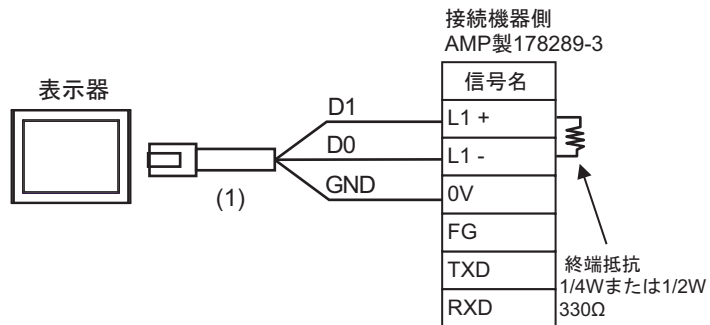 接続機器側
AMP製178289-3
表示器
(1)
D1
D0
GND
信号名
L1 +
L1 -
0V
FG
TXD
RXD
終端抵抗
1/4Wまたは1/2W
330Ω